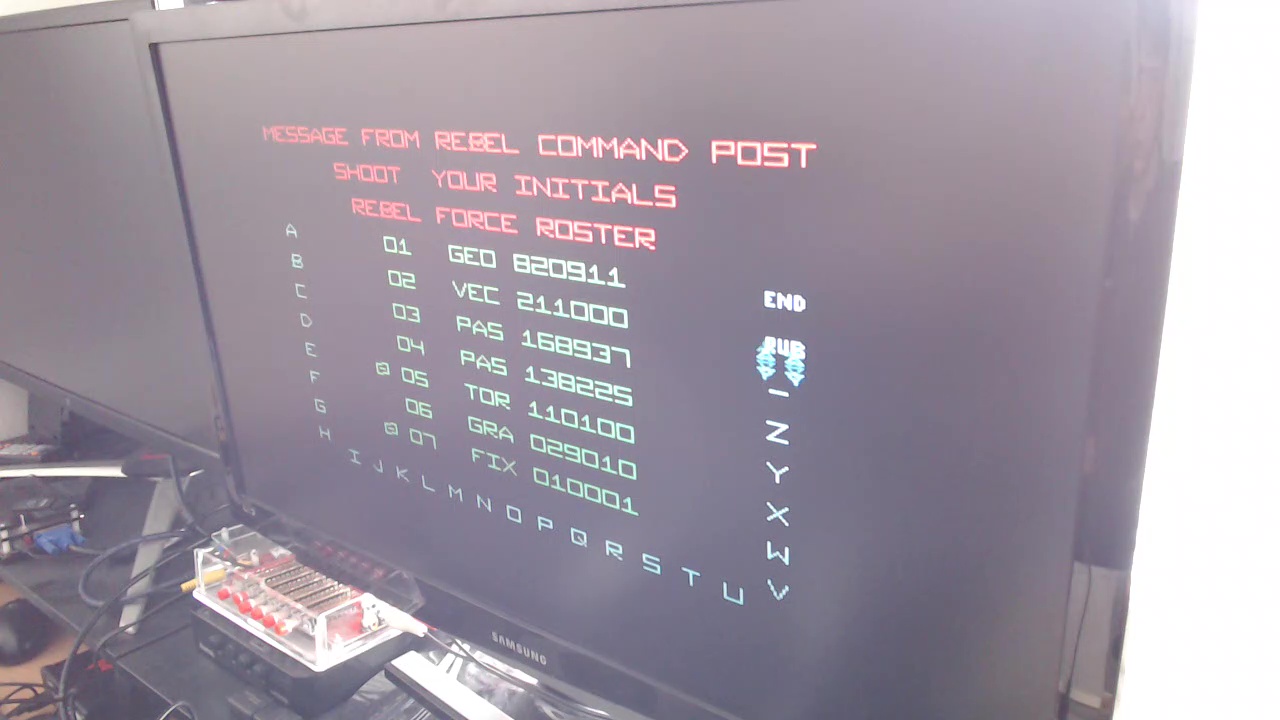 MESSAGE FROM REBEL COMMAND POST
SHOOT YOUR INITIALS
REBEL FORCE ROSTER
01 GEO 820911
02 VEC 211000
03 PAS 168937
04 PAS 138225
05 TOR 110100
06 GRA 029010
07 FIX 010001
A
B
C
D
E
F
G
H
I J K L M N O P Q R S T U
END
RUB
_
Z
Y
X
W
V
SAMSUNG